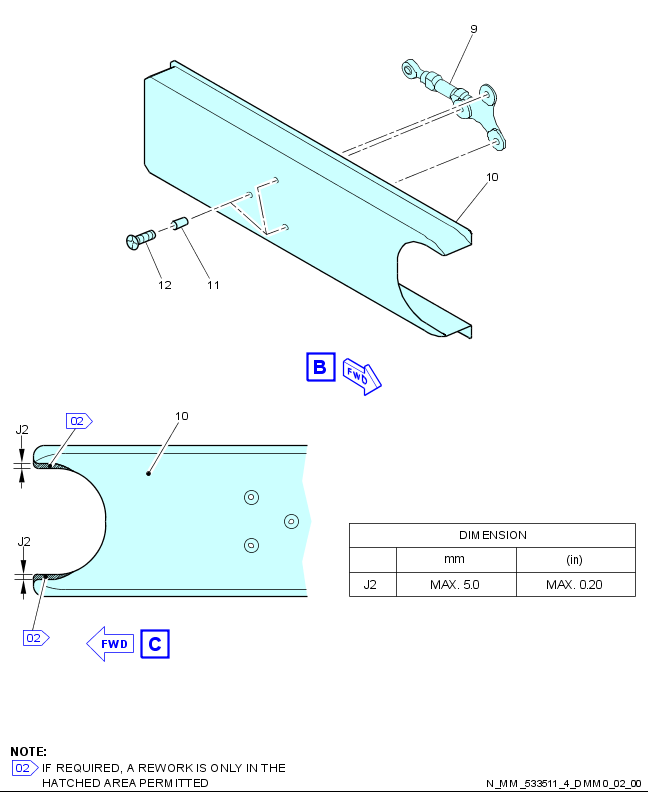 9
10
12
11
B
FWD
02
10
J2
J2
02
FWD
C
DIMENSION
mm (in)
J2 MAX. 5.0 MAX. 0.20
NOTE:
02 IF REQUIRED, A REWORK IS ONLY IN THE
HATCHED AREA PERMITTED
N_MM_533511_4_DMM0_02_00